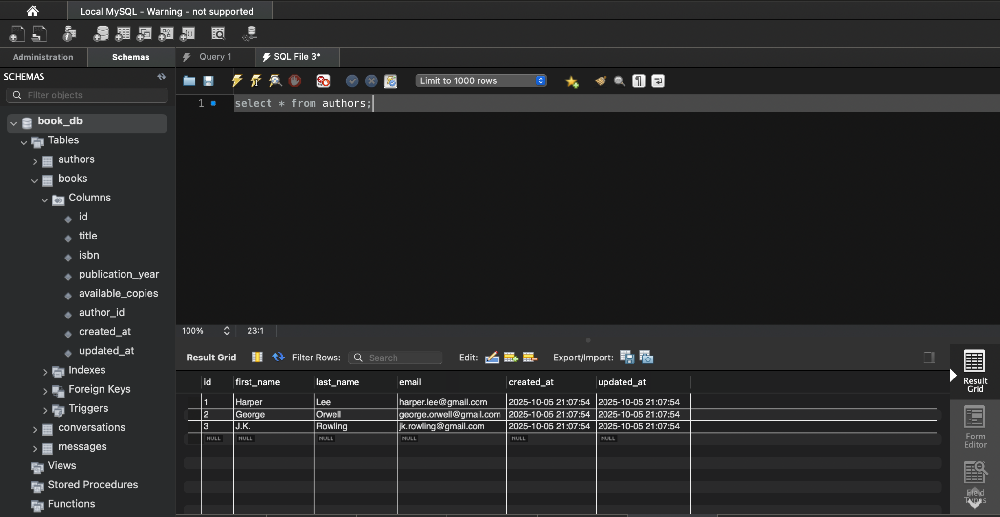 Local MySQL - Warning - not supported
Administration
Schemas
Query 1
SQL File 3*
SCHEMAS
Filter objects
Limit to 1000 rows
1
select * from authors;
book_db
Tables
authors
books
Columns
id
title
isbn
publication_year
available_copies
author_id
created_at
updated_at
Indexes
Foreign Keys
Triggers
conversations
messages
Views
Stored Procedures
Functions
100%
23:1
Result Grid
Filter Rows:
Search
Edit:
Export/Import:
id first_name last_name email created_at updated_at
1 Harper Lee harper.lee@gmail.com 2025-10-05 21:07:54 2025-10-05 21:07:54
2 George Orwell george.orwell@gmail.com 2025-10-05 21:07:54 2025-10-05 21:07:54
3 J.K. Rowling jk.rowling@gmail.com 2025-10-05 21:07:54 2025-10-05 21:07:54
NULL NULL NULL NULL NULL NULL
Result
Grid
Form
Editor
Field
Types